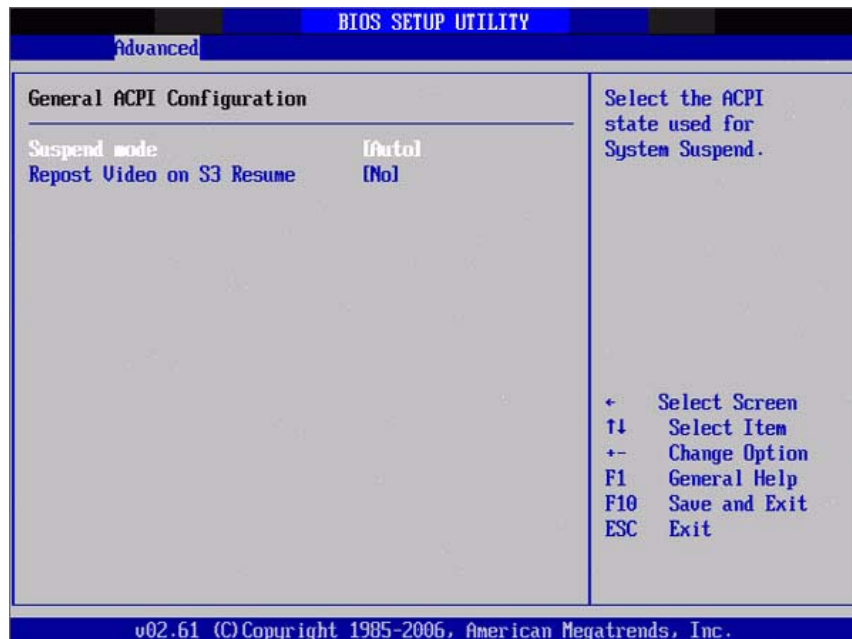 BIOS SETUP UTILITY
Advanced
General ACPI Configuration
Suspend mode [Auto]
Repost Video on S3 Resume [No]
Select the ACPI
state used for
System Suspend.
← Select Screen
↑↓ Select Item
+- Change Option
F1 General Help
F10 Save and Exit
ESC Exit
v02.61 (C)Copyright 1985-2006, American Megatrends, Inc.